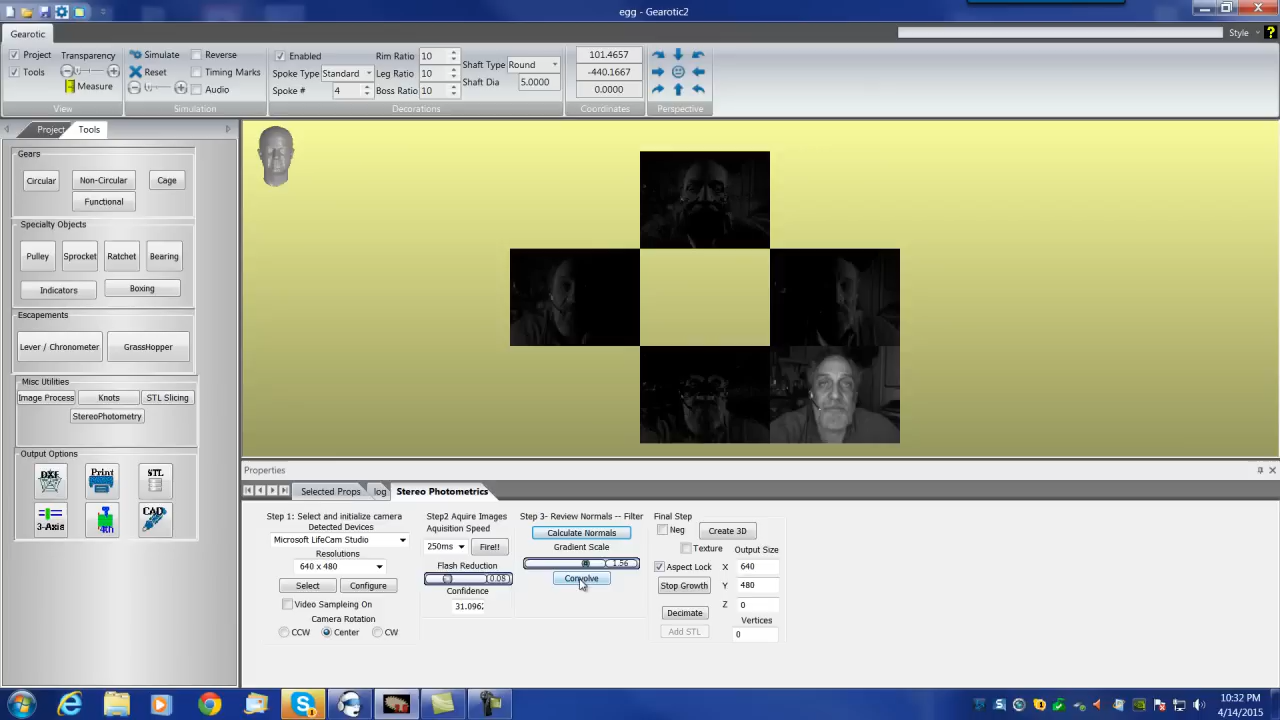 egg - Gearotic2
Gearotic
Style
Project
Transparency
Tools
Measure
View
Simulate
Reverse
Reset
Timing Marks
Audio
Simulation
Enabled
Rim Ratio 10
Spoke Type Standard
Leg Ratio 10
Spoke # 4
Boss Ratio 10
Shaft Type Round
Shaft Dia 5.0000
Decorations
101.4657
-440.1667
0.0000
Coordinates
Perspective
Project Tools
Gears
Circular Non-Circular Cage
Functional
Specialty Objects
Pulley Sprocket Ratchet Bearing
Indicators Boxing
Escapements
Lever / Chronometer GrassHopper
Misc Utilities
Image Process Knots STL Slicing
StereoPhotometry
Output Options
DXF Print STL
3-Axis 4th CAD
Properties
Selected Props log Stereo Photometrics
Step 1: Select and initialize camera
Detected Devices
Microsoft LifeCam Studio
Resolutions
640 x 480
Select Configure
Video Sampleing On
Camera Rotation
CCW Center CW
Step2 Aquire Images
Aquisition Speed
250ms Fire!!
Flash Reduction
0.08
Confidence
31.0962
Step 3- Review Normals -- Filter
Calculate Normals
Gradient Scale
1.56
Convolve
Final Step
Neg Create 3D
Texture Output Size
Aspect Lock X 640
Stop Growth Y 480
Z 0
Decimate
Vertices
Add STL 0
10:32 PM
4/14/2015